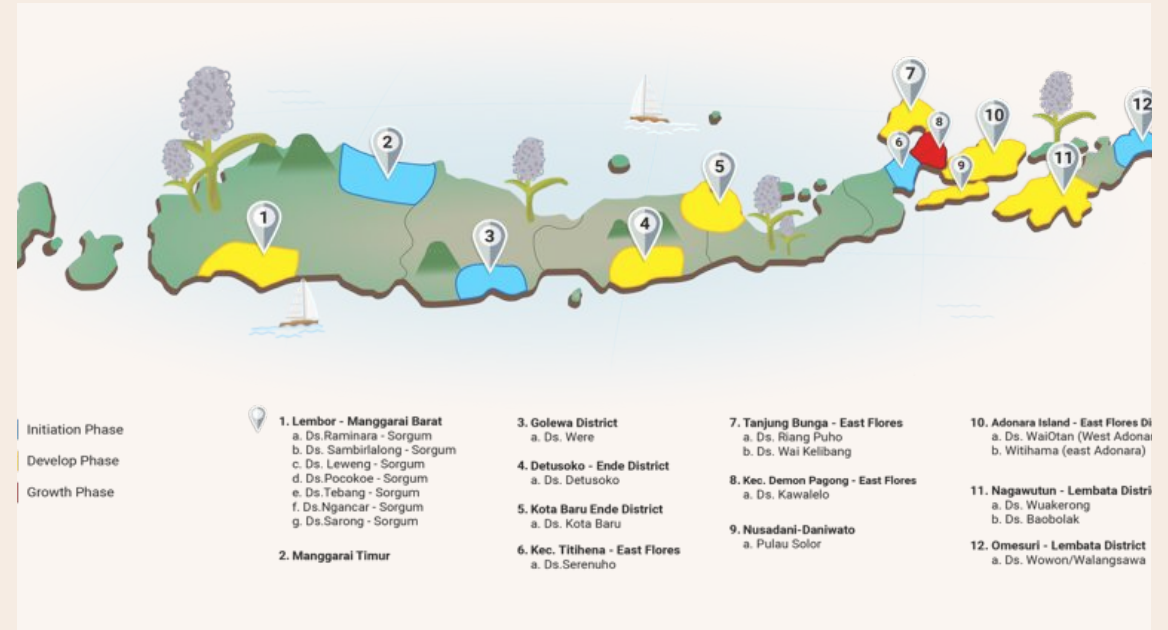 7
12
8
10
2
6
9
11
5
1
4
3
Initiation Phase
Develop Phase
Growth Phase
1. Lembor - Manggarai Barat
a. Ds.Raminara - Sorgum
b. Ds. Sambirlalong - Sorgum
c. Ds. Leweng - Sorgum
d. Ds.Pocokoe - Sorgum
e. Ds.Tebang - Sorgum
f. Ds.Ngancar - Sorgum
g. Ds.Sarong - Sorgum
2. Manggarai Timur
3. Golewa District
a. Ds. Were
4. Detusoko - Ende District
a. Ds. Detusoko
5. Kota Baru Ende District
a. Ds. Kota Baru
6. Kec. Titihena - East Flores
a. Ds.Serenuho
7. Tanjung Bunga - East Flores
a. Ds. Riang Puho
b. Ds. Wai Kelibang
8. Kec. Demon Pagong - East Flores
a. Ds. Kawalelo
9. Nusadani-Daniwato
a. Pulau Solor
10. Adonara Island - East Flores
a. Ds. WaiOtan (West
b. Witihama (east Adonara)
11. Nagawutun - Lembata
a. Ds. Wuakerong
b. Ds. Baobolak
12. Omesuri - Lembata District
a. Ds. Wowon/Walangsawa